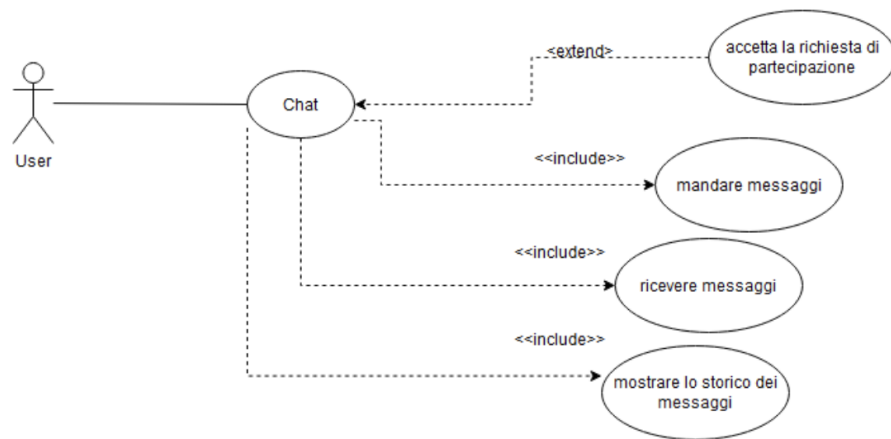 accetta la richiesta di
partecipazione
<extend>
Chat
User
<<include>>
mandare messaggi
<<include>>
ricevere messaggi
<<include>>
mostrare lo storico dei
messaggi